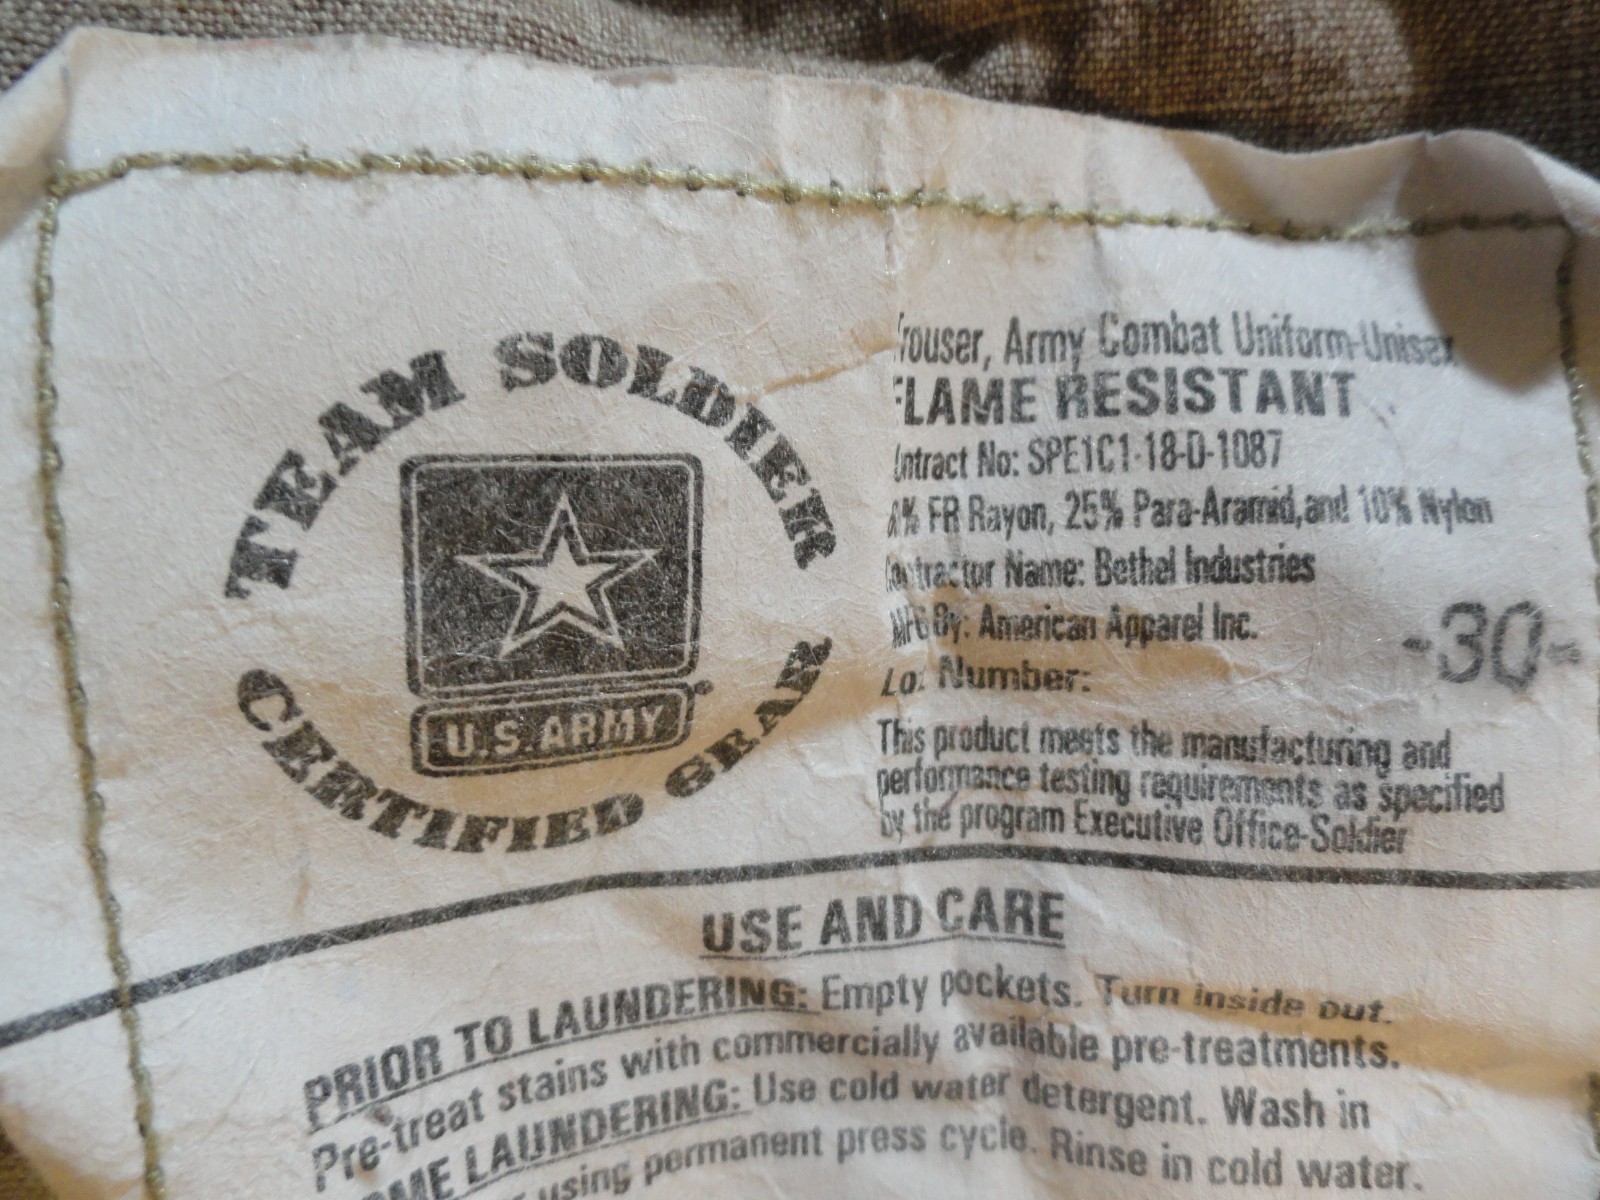 TEAM SOLDIER
U.S. ARMY
CERTIFIED GEAR
Trouser, Army Combat Uniform-Unisex
FLAME RESISTANT
Contract No: SPE1C1-18-D-1087
% FR Rayon, 25% Para-Aramid,and 10% Nylon
Contractor Name: Bethel Industries
MFG By: American Apparel Inc.
Lot Number:
-30-
This product meets the manufacturing and
performance testing requirements as specified
by the program Executive Office-Soldier
USE AND CARE
PRIOR TO LAUNDERING: Empty pockets. Turn inside out.
Pre-treat stains with commercially available pre-treatments.
LAUNDERING: Use cold water detergent. Wash in
using permanent press cycle. Rinse in cold water.